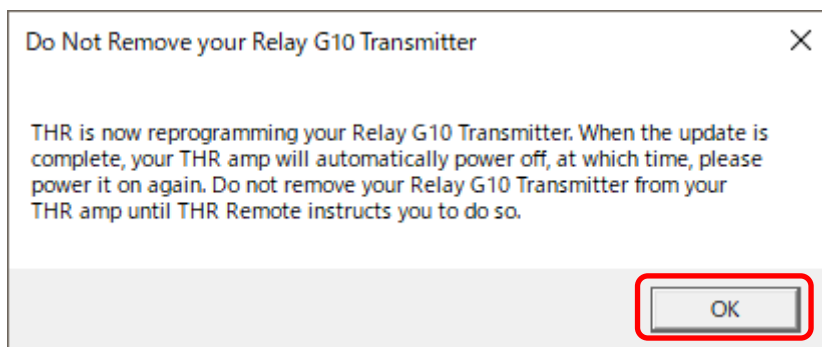 Do Not Remove your Relay G10 Transmitter
THR is now reprogramming your Relay G10 Transmitter. When the update is
complete, your THR amp will automatically power off, at which time, please
power it on again. Do not remove your Relay G10 Transmitter from your
THR amp until THR Remote instructs you to do so.
OK